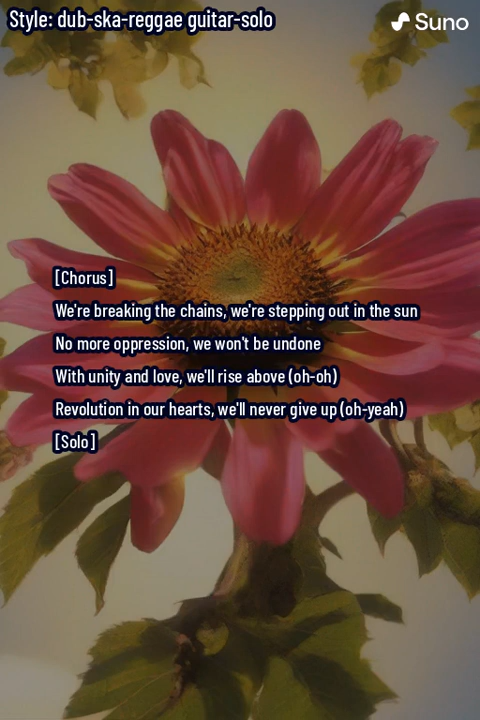 Style: dub-ska-reggae guitar-solo
Suno
[Chorus]
We're breaking the chains, we're stepping out in the sun
No more oppression, we won't be undone
With unity and love, we'll rise above (oh-oh)
Revolution in our hearts, we'll never give up (oh-yeah)
[Solo]